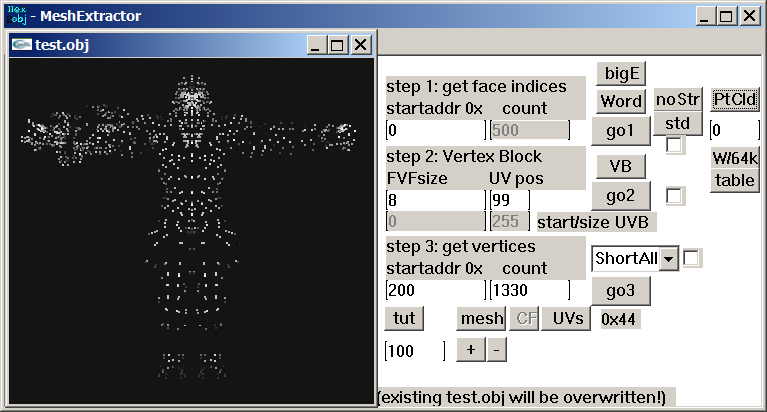 Hex
obj - MeshExtractor
test.obj
bigE
step 1: get face indices
startaddr 0x count
Word noStr PtCld
0 500 go1 std 0
step 2: Vertex Block
VB W/64k
FVFsize UV pos
table
8 99 go2
0 255 start/size UVB
step 3: get vertices
ShortAll
startaddr 0x count
200 1330 go3
tut mesh CF UVs 0x44
100 + -
(existing test.obj will be overwritten!)